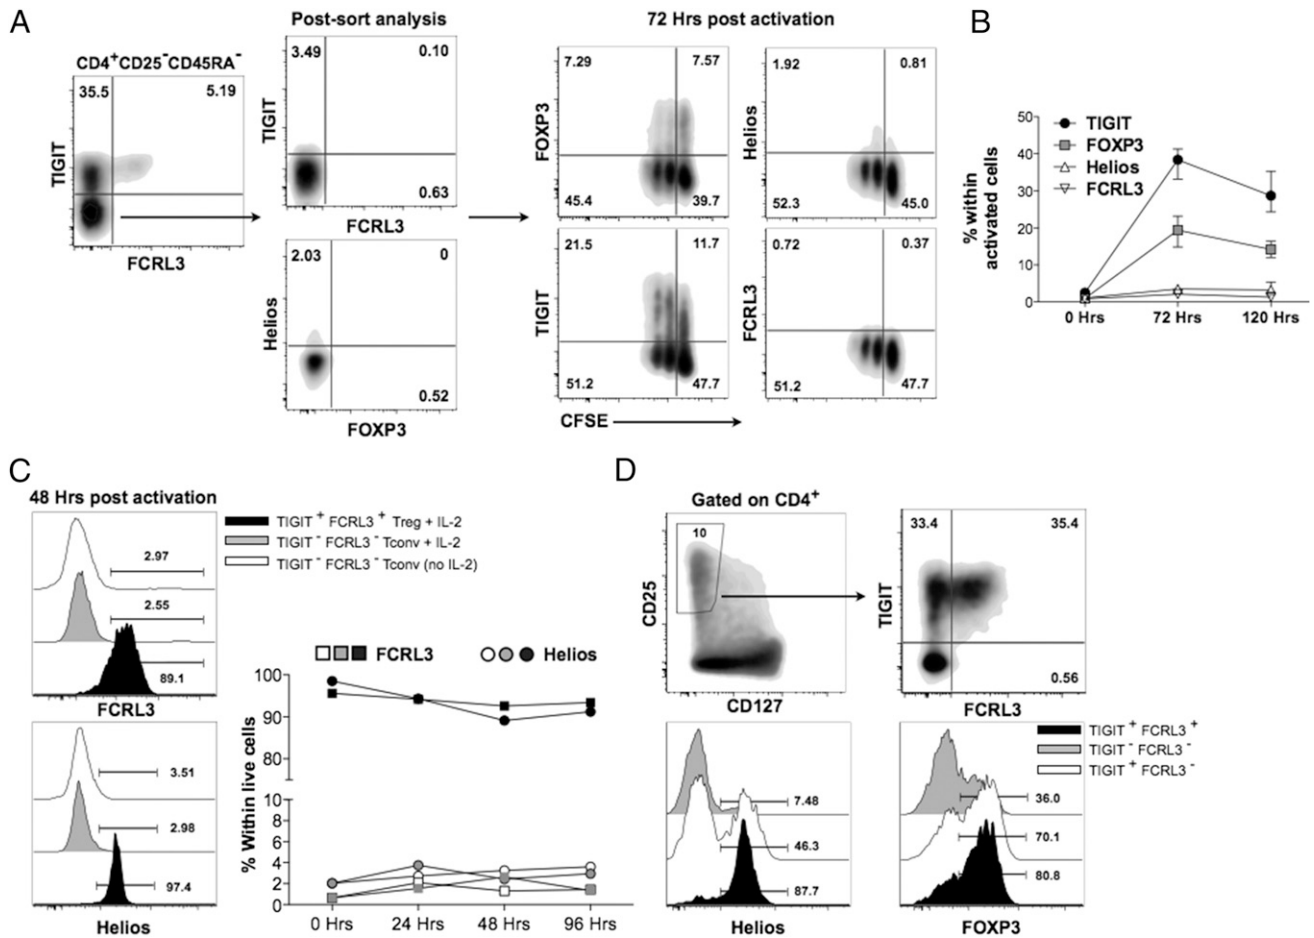 A
Post-sort analysis
72 Hrs post activation
B
CD4⁺CD25⁻CD45RA⁻
35.5
5.19
TIGIT
FCRL3
3.49
0.10
TIGIT
0.63
FCRL3
2.03
0
Helios
0.52
FOXP3
7.29
7.57
FOXP3
45.4
39.7
1.92
0.81
Helios
52.3
45.0
21.5
11.7
TIGIT
51.2
47.7
0.72
0.37
FCRL3
51.2
47.7
CFSE
50
40
30
20
10
0
% within
activated cells
TIGIT
FOXP3
Helios
FCRL3
0 Hrs
72 Hrs
120 Hrs
C
48 Hrs post activation
TIGIT ⁺ FCRL3 ⁺ Treg + IL-2
TIGIT ⁻ FCRL3 ⁻ Tconv + IL-2
TIGIT ⁻ FCRL3 ⁻ Tconv (no IL-2)
2.97
2.55
89.1
FCRL3
3.51
2.98
97.4
Helios
FCRL3
Helios
100
90
80
10
8
6
4
2
0
% Within live cells
0 Hrs
24 Hrs
48 Hrs
96 Hrs
D
Gated on CD4⁺
10
CD25
CD127
33.4
35.4
TIGIT
0.56
FCRL3
TIGIT ⁺ FCRL3 ⁺
TIGIT ⁻ FCRL3 ⁻
TIGIT ⁺ FCRL3 ⁻
7.48
46.3
87.7
Helios
36.0
70.1
80.8
FOXP3